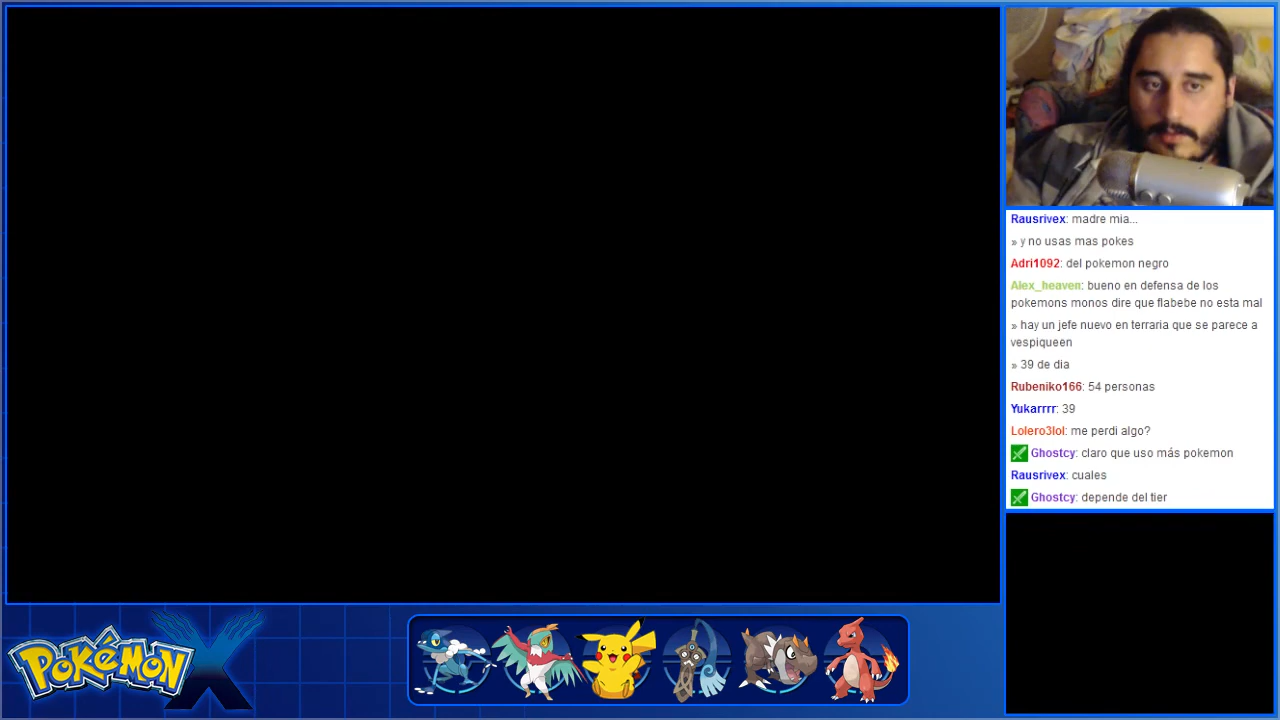 Rausrivex: madre mia...
» y no usas mas pokes
Adri1092: del pokemon negro
Alex_heaven: bueno en defensa de los
pokemons monos dire que flabebe no esta mal
» hay un jefe nuevo en terraria que se parece a
vespiqueen
» 39 de dia
Rubeniko166: 54 personas
Yukarrrr: 39
Lolero3lol: me perdi algo?
Ghostcy: claro que uso más pokemon
Rausrivex: cuales
Ghostcy: depende del tier
POKéMON X